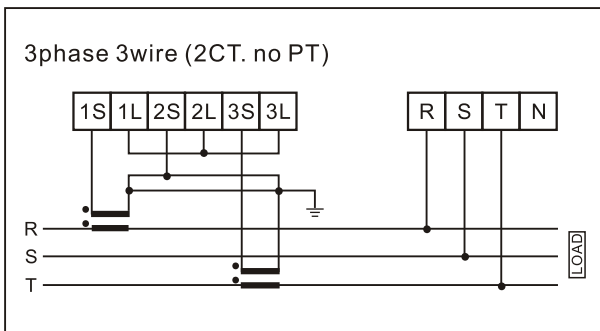 3phase 3wire (2CT. no PT)
1S 1L 2S 2L 3S 3L
R S T N
R
S
T
LOAD